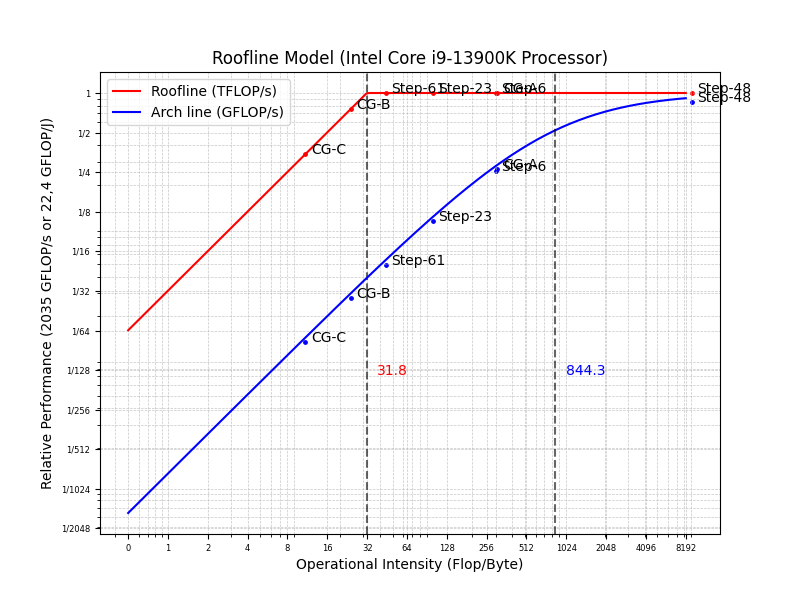 Roofline Model (Intel Core i9-13900K Processor)
Roofline (TFLOP/s)
Arch line (GFLOP/s)
Relative Performance (2035 GFLOP/s or 22,4 GFLOP/J)
1
1/2
1/4
1/8
1/16
1/32
1/64
1/128
1/256
1/512
1/1024
1/2048
Step-61
Step-23
CG-A
Step-6
Step-48
CG-B
CG-C
Step-48
CG-A
Step-6
Step-23
Step-61
CG-B
CG-C
31.8
844.3
0 1 2 4 8 16 32 64 128 256 512 1024 2048 4096 8192
Operational Intensity (Flop/Byte)